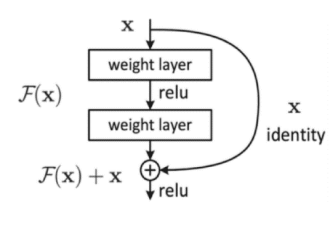 x
weight layer
F(x)
relu
x
weight layer
identity
F(x) + x
relu